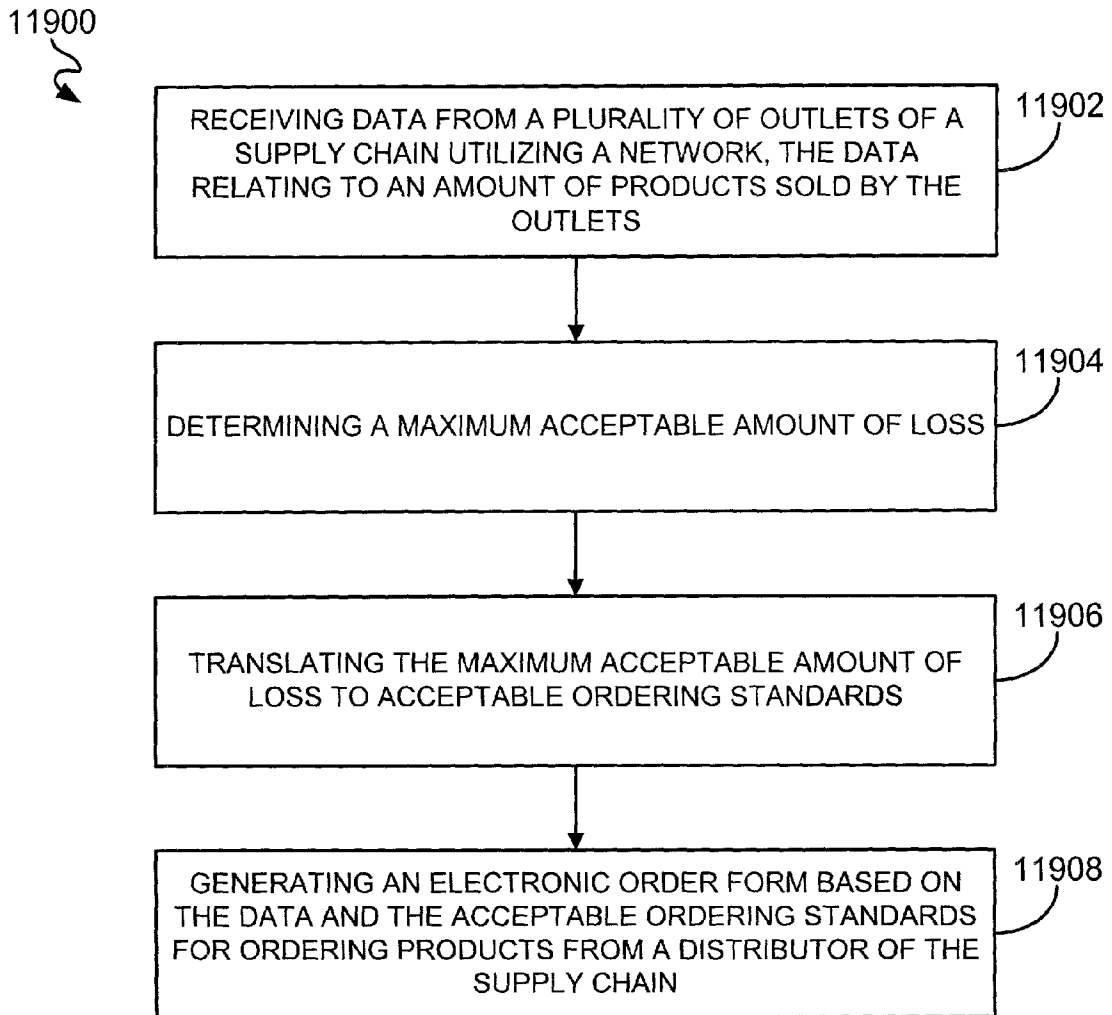 11900
RECEIVING DATA FROM A PLURALITY OF OUTLETS OF A
SUPPLY CHAIN UTILIZING A NETWORK, THE DATA
RELATING TO AN AMOUNT OF PRODUCTS SOLD BY THE
OUTLETS
11902
DETERMINING A MAXIMUM ACCEPTABLE AMOUNT OF LOSS
11904
TRANSLATING THE MAXIMUM ACCEPTABLE AMOUNT OF
LOSS TO ACCEPTABLE ORDERING STANDARDS
11906
GENERATING AN ELECTRONIC ORDER FORM BASED ON
THE DATA AND THE ACCEPTABLE ORDERING STANDARDS
FOR ORDERING PRODUCTS FROM A DISTRIBUTOR OF THE
SUPPLY CHAIN
11908